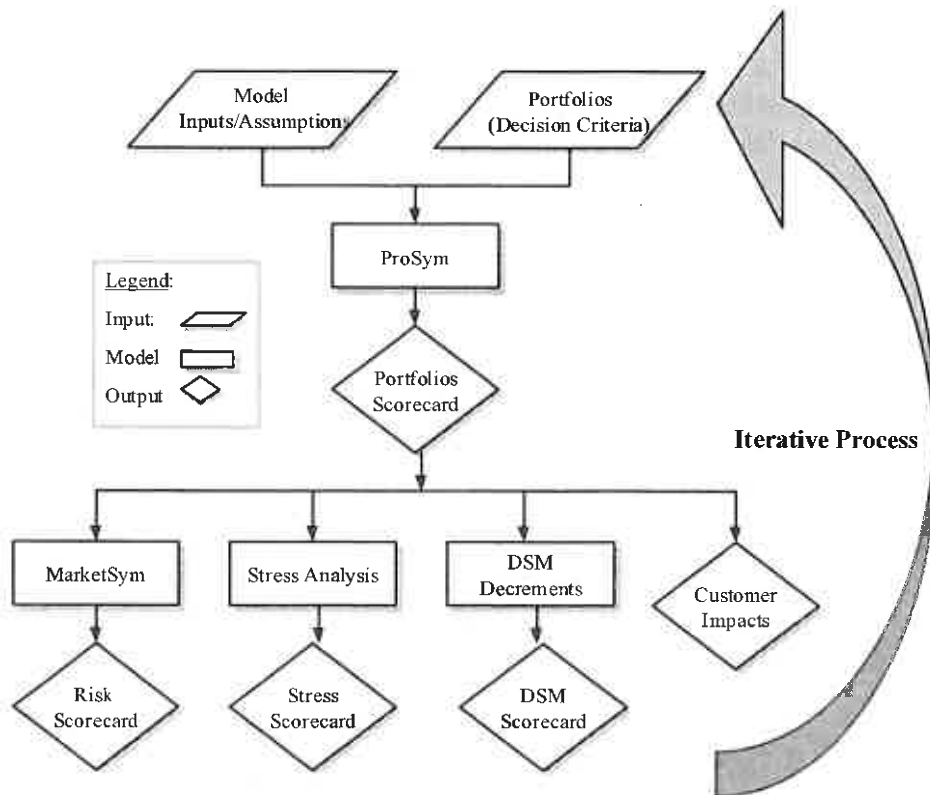 Model
Inputs/Assumptions
Portfolios
(Decision Criteria)
ProSym
Legend:
Input:
Model
Output
Portfolios
Scorecard
Iterative Process
MarketSym
Stress Analysis
DSM
Decrements
Customer
Impacts
Risk
Scorecard
Stress
Scorecard
DSM
Scorecard